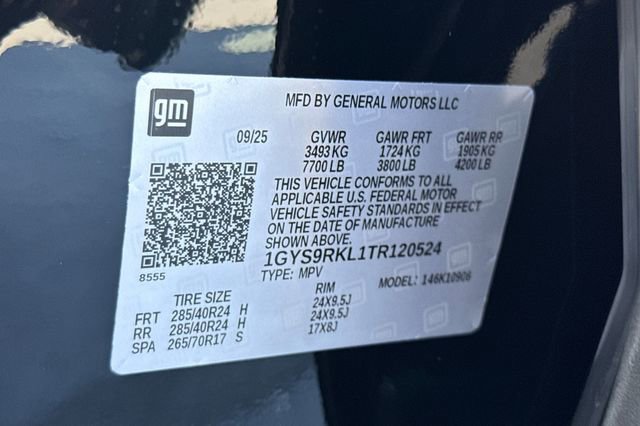 gm
MFD BY GENERAL MOTORS LLC
09/25 GVWR GAWR FRT GAWR RR
3493 KG 1724 KG 1905 KG
7700 LB 3800 LB 4200 LB
THIS VEHICLE CONFORMS TO ALL
APPLICABLE U.S. FEDERAL MOTOR
VEHICLE SAFETY STANDARDS IN
EFFECT ON THE DATE OF MANUFACTURE
SHOWN ABOVE.
1GYS9RKL1TR120524
8555 TYPE: MPV MODEL: 146K10906
TIRE SIZE RIM
FRT 285/40R24 H 24X9.5J
RR 285/40R24 H 24X9.5J
SPA 265/70R17 S 17X8J